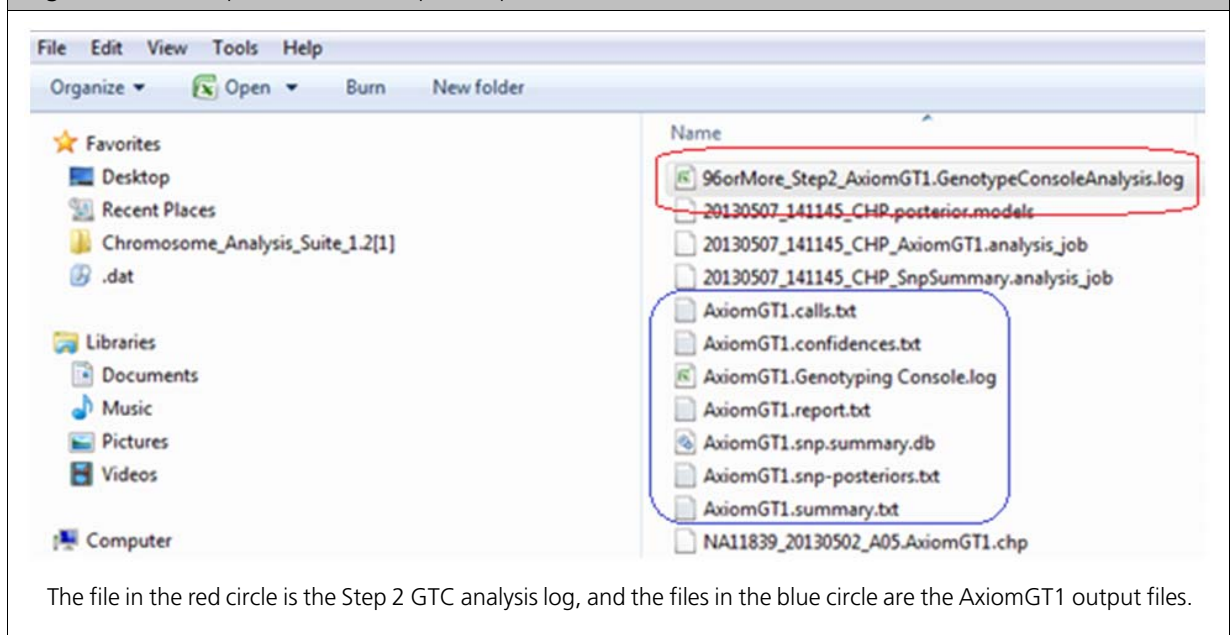 File Edit View Tools Help
Organize Open Burn New folder
Favorites
Desktop
Recent Places
Chromosome_Analysis_Suite_1.2[1]
.dat
Libraries
Documents
Music
Pictures
Videos
Computer
Name
96orMore_Step2_AxiomGT1.GenotypeConsoleAnalysis.log
20130507_141145_CHP.posterior.models
20130507_141145_CHP_AxiomGT1.analysis_job
20130507_141145_CHP_SnpSummary.analysis_job
AxiomGT1.calls.txt
AxiomGT1.confidences.txt
AxiomGT1.Genotyping Console.log
AxiomGT1.report.txt
AxiomGT1.snp.summary.db
AxiomGT1.snp-posteriors.txt
AxiomGT1.summary.txt
NA11839_20130502_A05.AxiomGT1.chp
The file in the red circle is the Step 2 GTC analysis log, and the files in the blue circle are the AxiomGT1 output files.